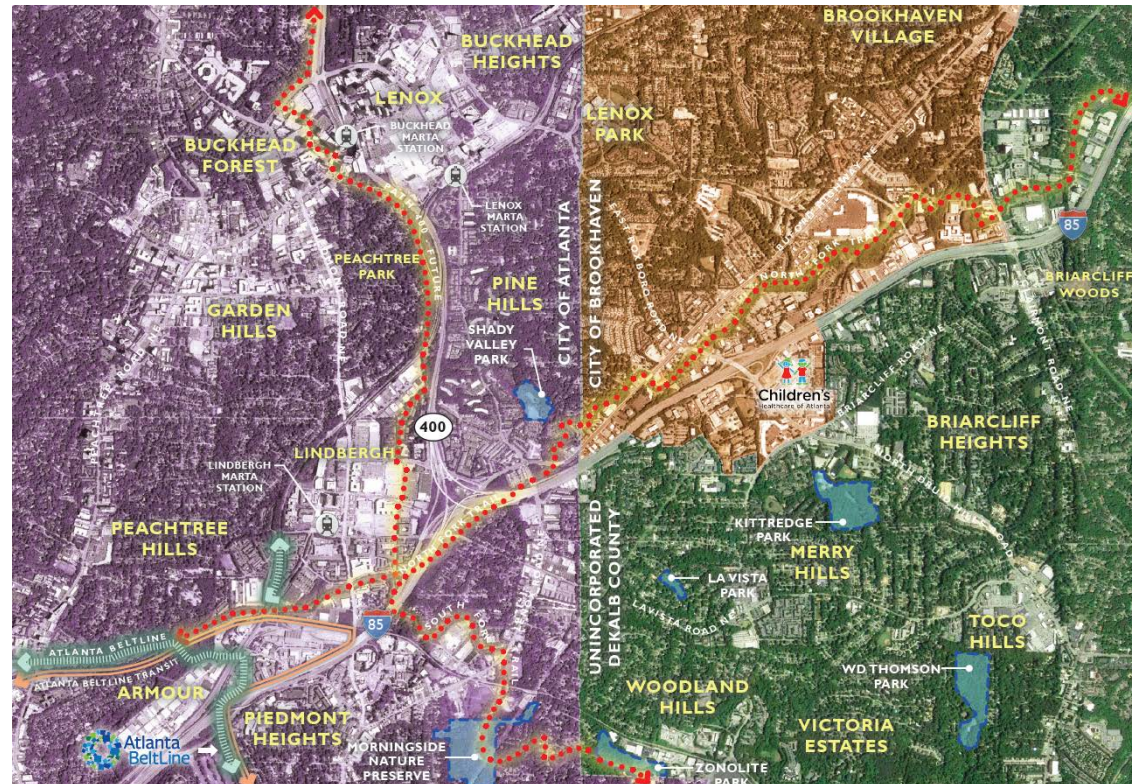 BUCKHEAD
HEIGHTS
BROOKHAVEN
VILLAGE
LENOX
LENOX
PARK
BUCKHEAD
MARTA
STATION
BUCKHEAD
FOREST
LENOX
MARTA
STATION
CITY OF ATLANTA
CITY OF BROOKHAVEN
NORTH FORK TRAIL
85
PEACHTREE
PARK
FUTURE
H
PINE
HILLS
BRIARCLIFF
WOODS
GARDEN
HILLS
SHADY
VALLEY
PARK
Children's
Healthcare of Atlanta
BRIARCLIFF ROAD NE
BRIARCLIFF
HEIGHTS
400
LINDBERGH
LINDBERGH
MARTA
STATION
PEACHTREE
HILLS
KITTREDGE
PARK
MERRY
HILLS
LA VISTA
PARK
LAVISTA ROAD NE
UNINCORPORATED
DEKALB COUNTY
TOCO
HILLS
85
SOUTH FORK
ATLANTA BELTLINE
ATLANTA BELTLINE TRANSIT
ARMOUR
WD THOMSON
PARK
WOODLAND
HILLS
VICTORIA
ESTATES
PIEDMONT
HEIGHTS
Atlanta
BeltLine
MORNINGSIDE
NATURE
PRESERVE
ZONOLITE
PARK